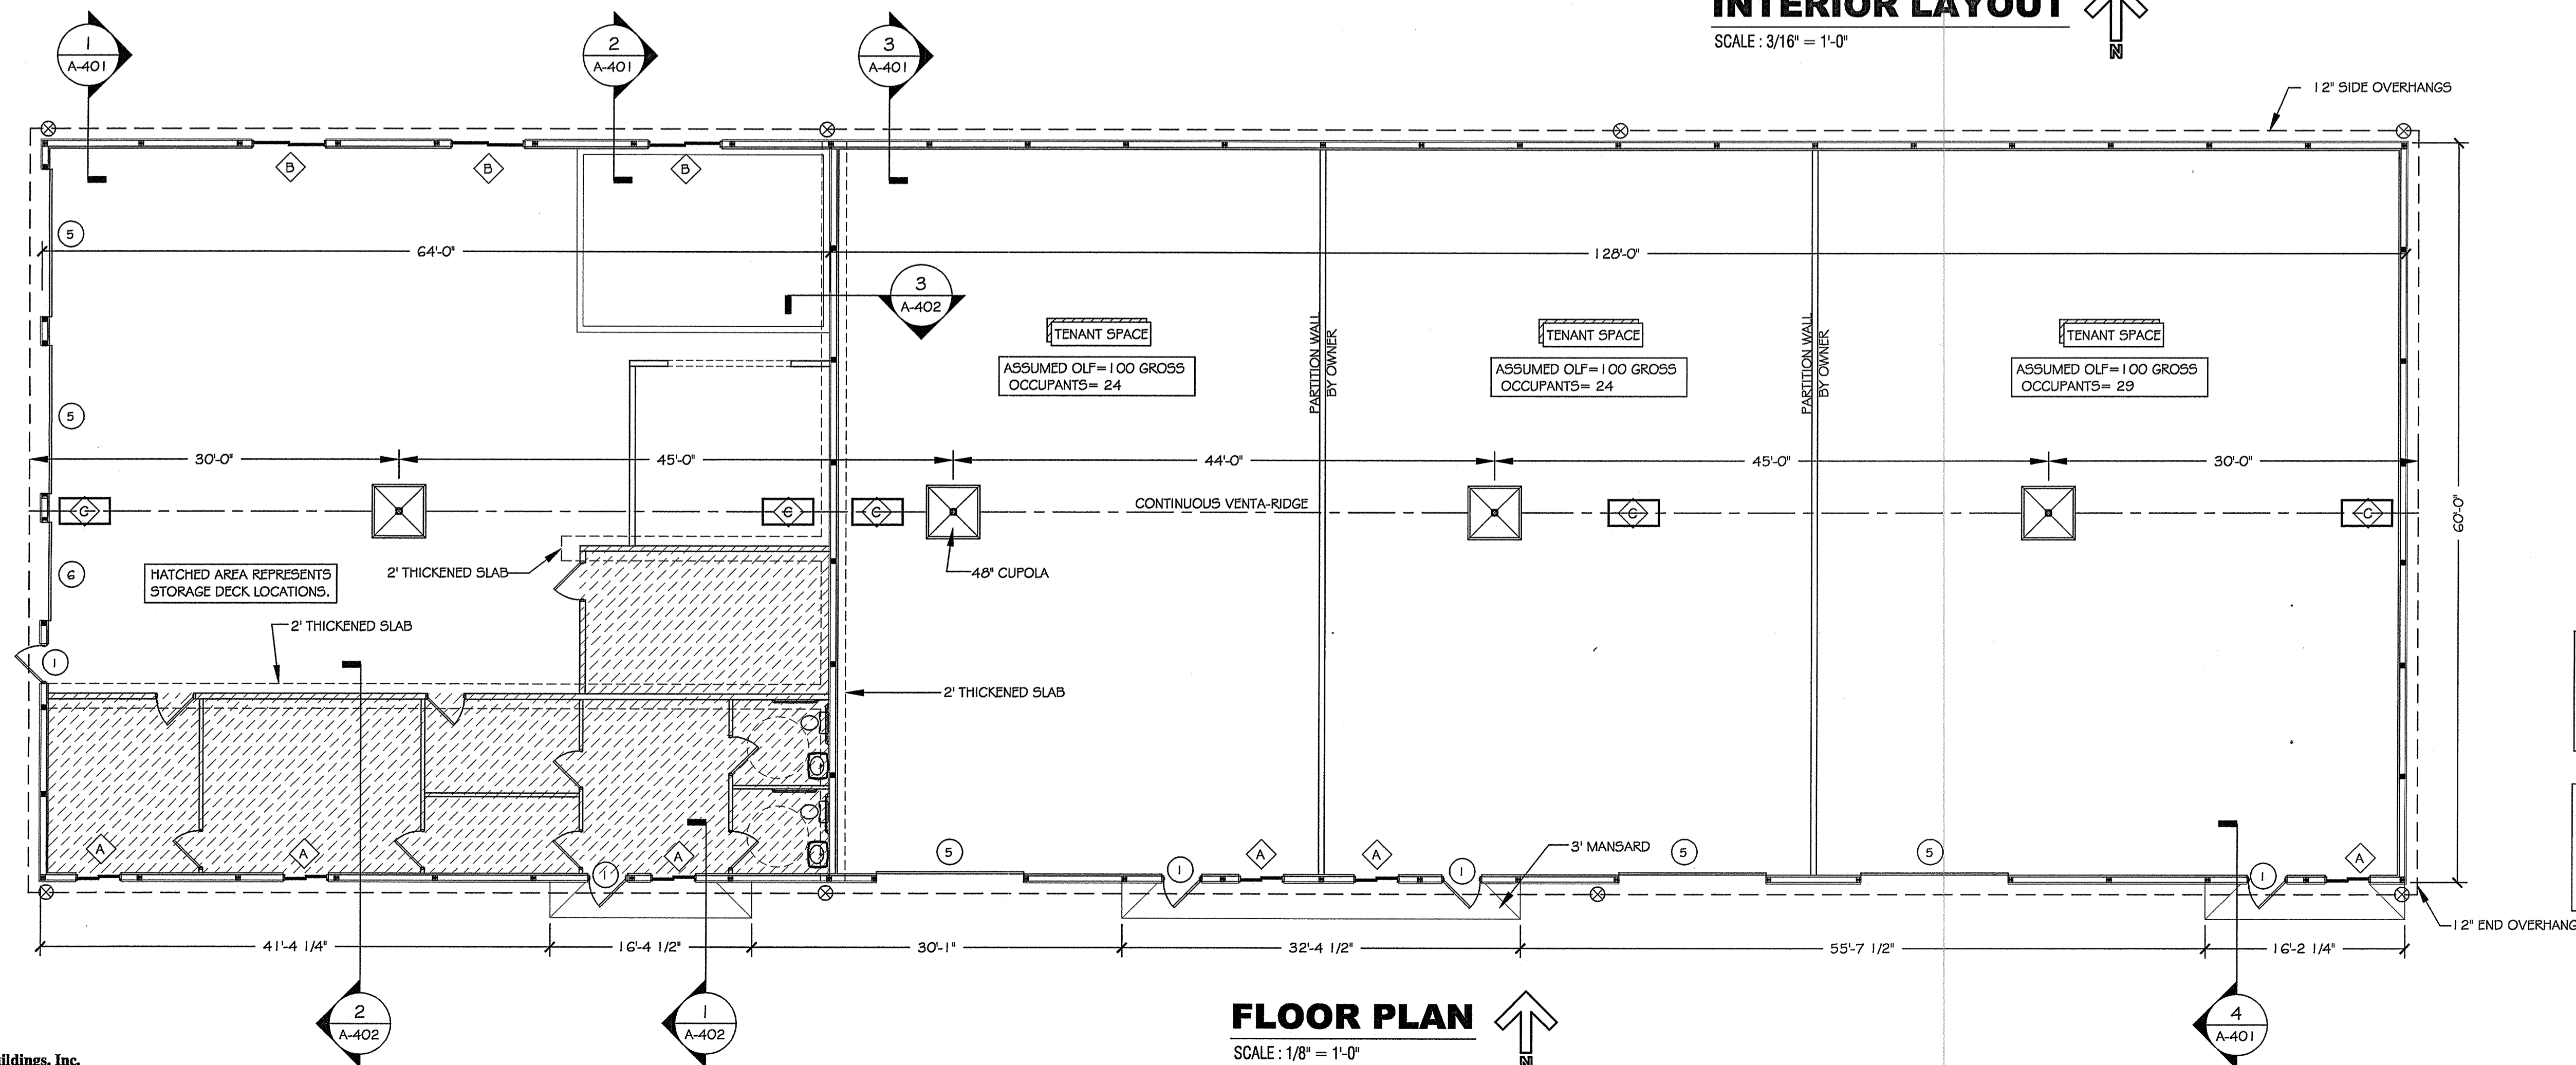 INTERIOR LAYOUT
SCALE : 3/16" = 1'-0"
N
1
A-401
2
A-401
3
A-401
12" SIDE OVERHANGS
B
B
B
5
64'-0"
128'-0"
3
A-402
TENANT SPACE
ASSUMED OLF=100 GROSS
OCCUPANTS= 24
PARTITION WALL
BY OWNER
TENANT SPACE
ASSUMED OLF=100 GROSS
OCCUPANTS= 24
PARTITION WALL
BY OWNER
TENANT SPACE
ASSUMED OLF=100 GROSS
OCCUPANTS= 29
5
30'-0"
45'-0"
44'-0"
45'-0"
30'-0"
60'-0"
C
C
C
CONTINUOUS VENTA-RIDGE
C
C
6
HATCHED AREA REPRESENTS
STORAGE DECK LOCATIONS.
2' THICKENED SLAB
48" CUPOLA
2' THICKENED SLAB
1
2' THICKENED SLAB
A
A
A
1
5
1
A
A
1
3' MANSARD
5
5
1
A
12" END OVERHANG
41'-4 1/4"
16'-4 1/2"
30'-1"
32'-4 1/2"
55'-7 1/2"
16'-2 1/4"
2
A-402
1
A-402
4
A-401
FLOOR PLAN
SCALE : 1/8" = 1'-0"
N
ildings, Inc.